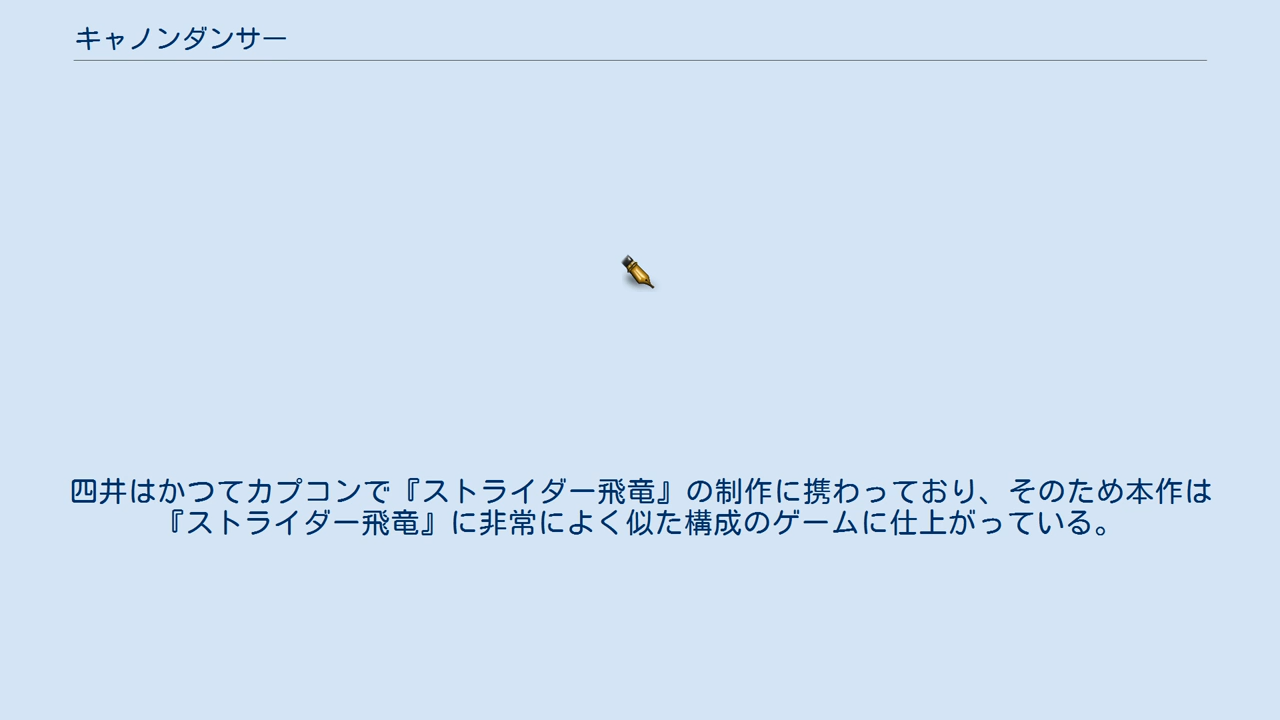 キャノンダンサー
四井はかつてカプコンで『ストライダー飛竜』の制作に携わっており、そのため本作は
『ストライダー飛竜』に非常によく似た構成のゲームに仕上がっている。